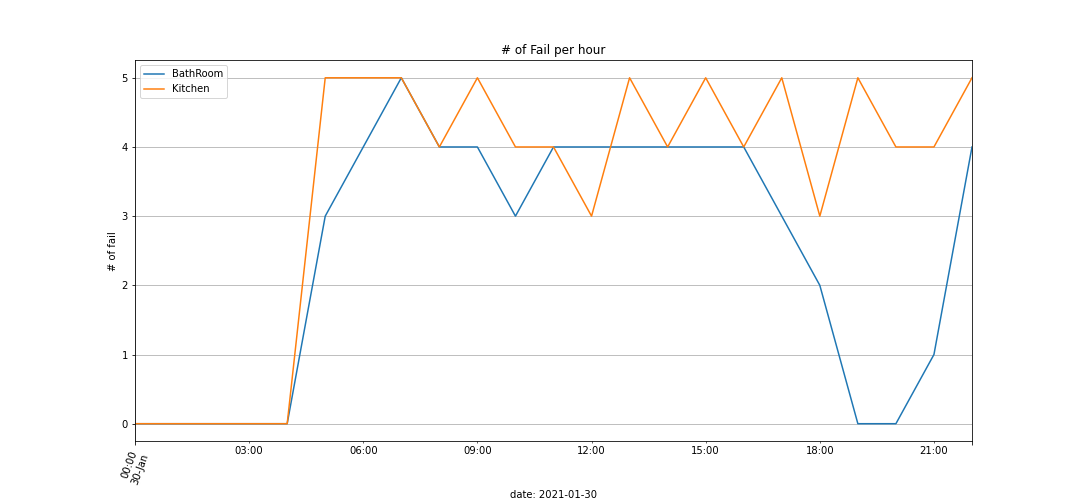 # of Fail per hour
BathRoom
Kitchen
# of fail
5
4
3
2
1
0
00:00
30-Jan
03:00
06:00
09:00
12:00
15:00
18:00
21:00
date: 2021-01-30